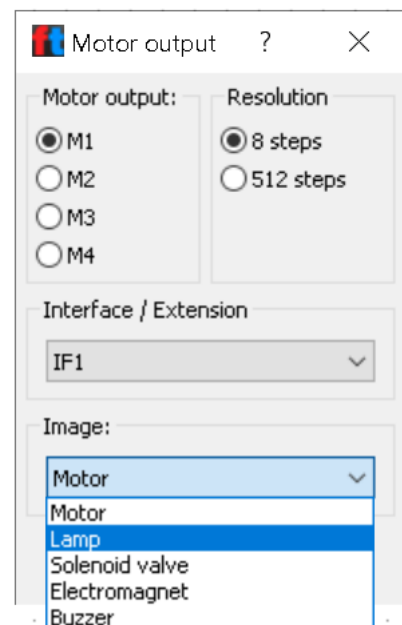 ft Motor output ? ×
Motor output:
M1
M2
M3
M4
Resolution
8 steps
512 steps
Interface / Extension
IF1
Image:
Motor
Motor
Lamp
Solenoid valve
Electromagnet
Buzzer